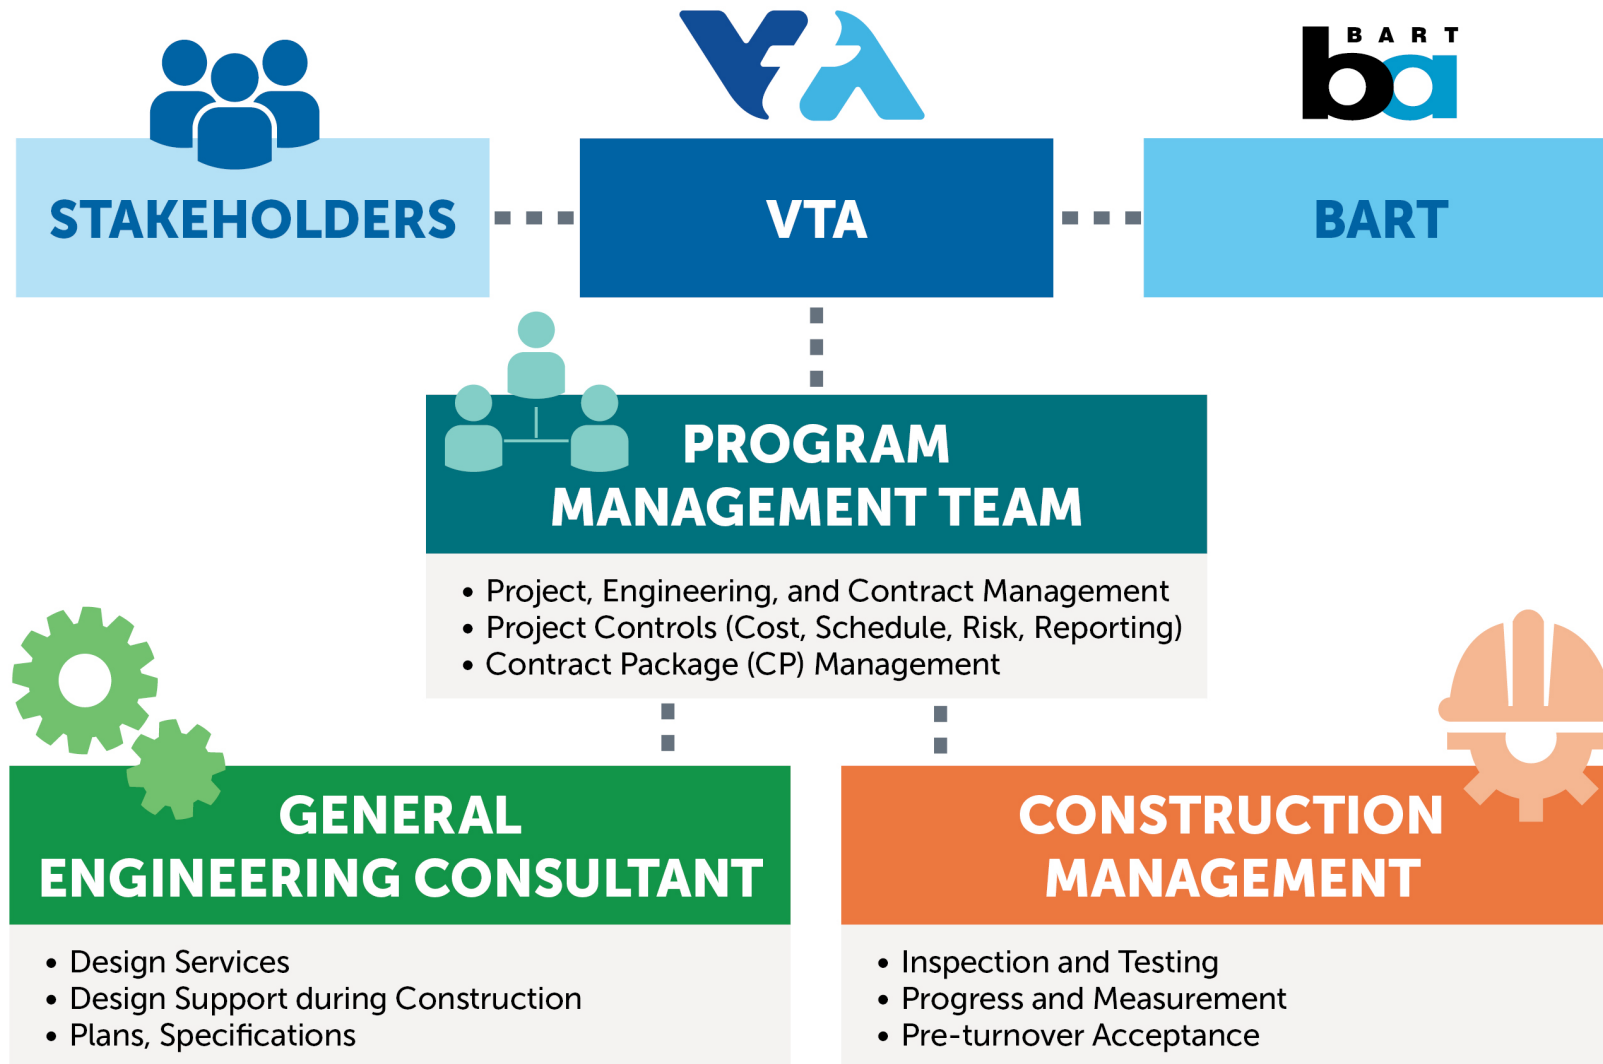 BART
ba
STAKEHOLDERS
VTA
BART
PROGRAM
MANAGEMENT TEAM
• Project, Engineering, and Contract Management
• Project Controls (Cost, Schedule, Risk, Reporting)
• Contract Package (CP) Management
GENERAL
ENGINEERING CONSULTANT
• Design Services
• Design Support during Construction
• Plans, Specifications
CONSTRUCTION
MANAGEMENT
• Inspection and Testing
• Progress and Measurement
• Pre-turnover Acceptance